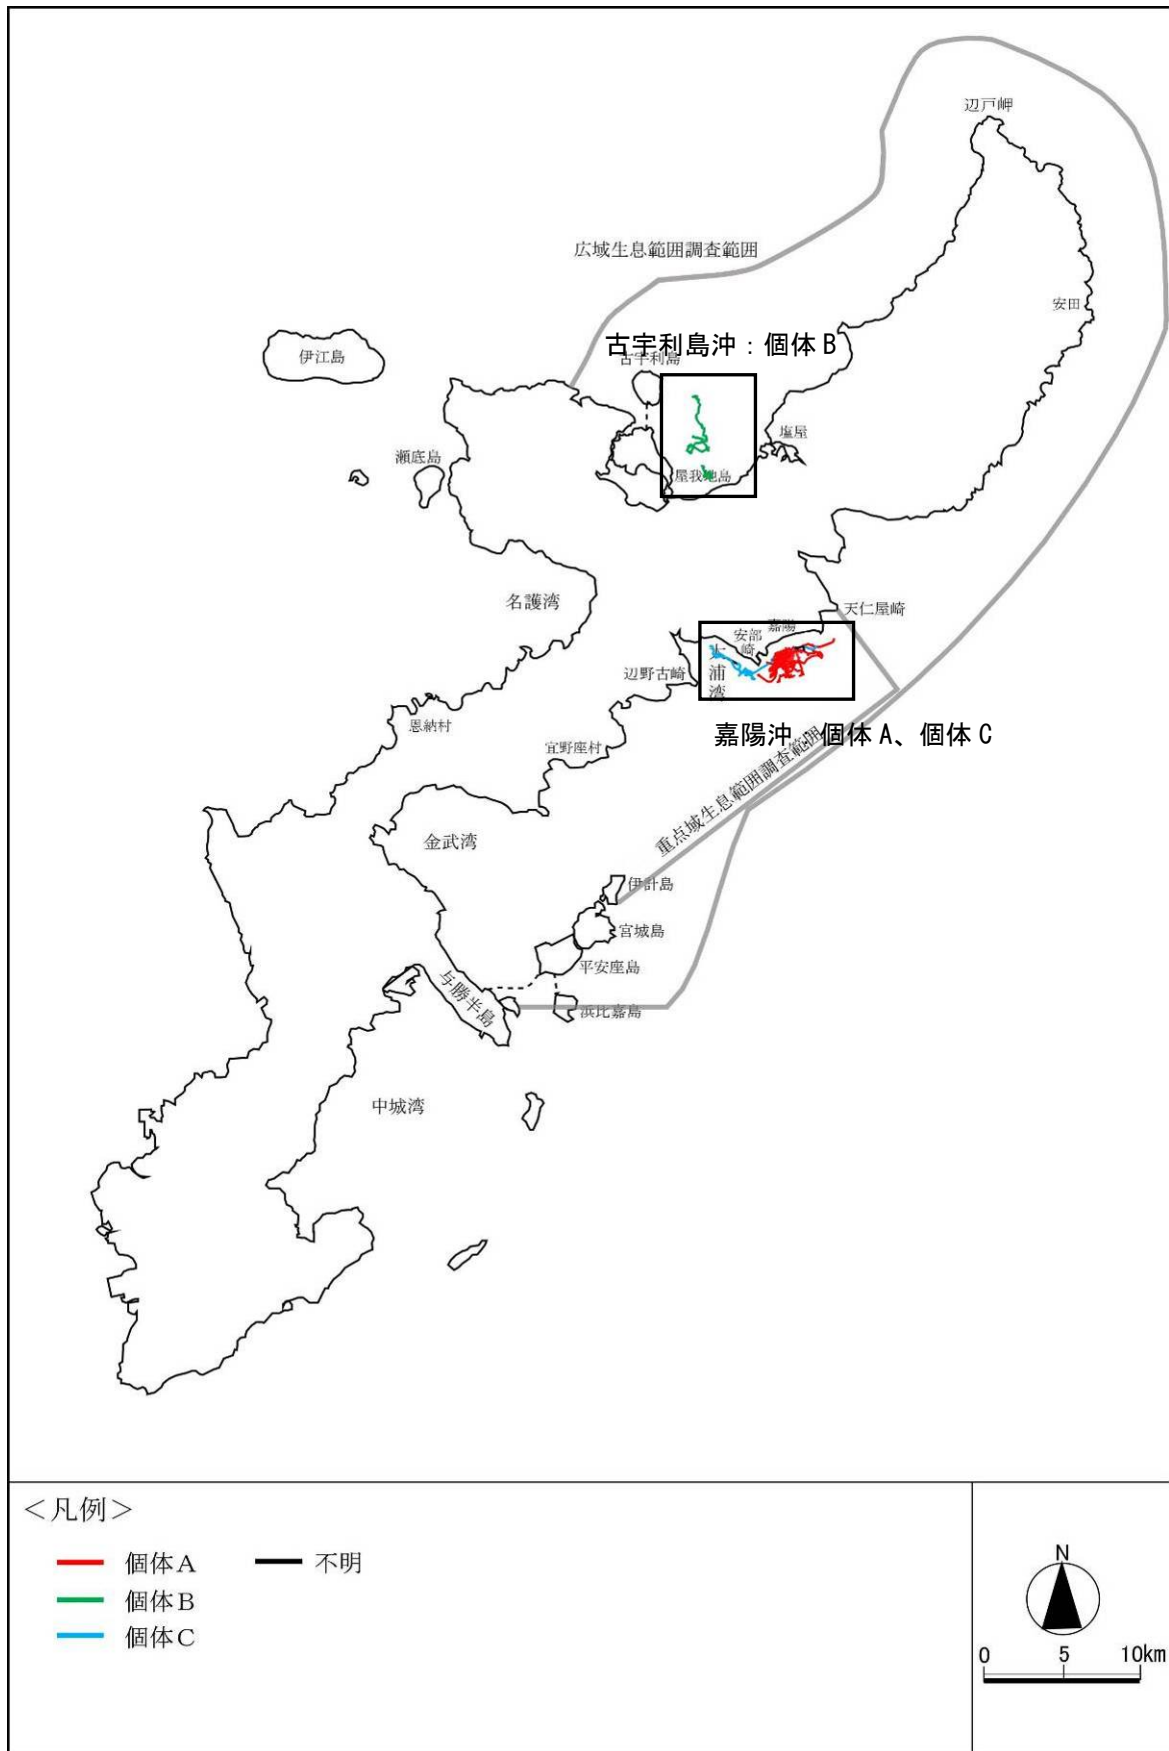 辺戸岬
広域生息範囲調査範囲
安田
古宇利島沖：個体 B
伊江島
古宇利島
塩屋
瀬底島
屋我地島
名護湾
天仁屋崎
嘉陽
安部崎
大浦湾
辺野古崎
嘉陽沖：個体 A、個体 C
恩納村
宜野座村
重点域生息範囲調査範囲
金武湾
伊計島
宮城島
平安座島
与勝半島
浜比嘉島
中城湾
＜凡例＞
個体A 不明
個体B
個体C
N
0 5 10km